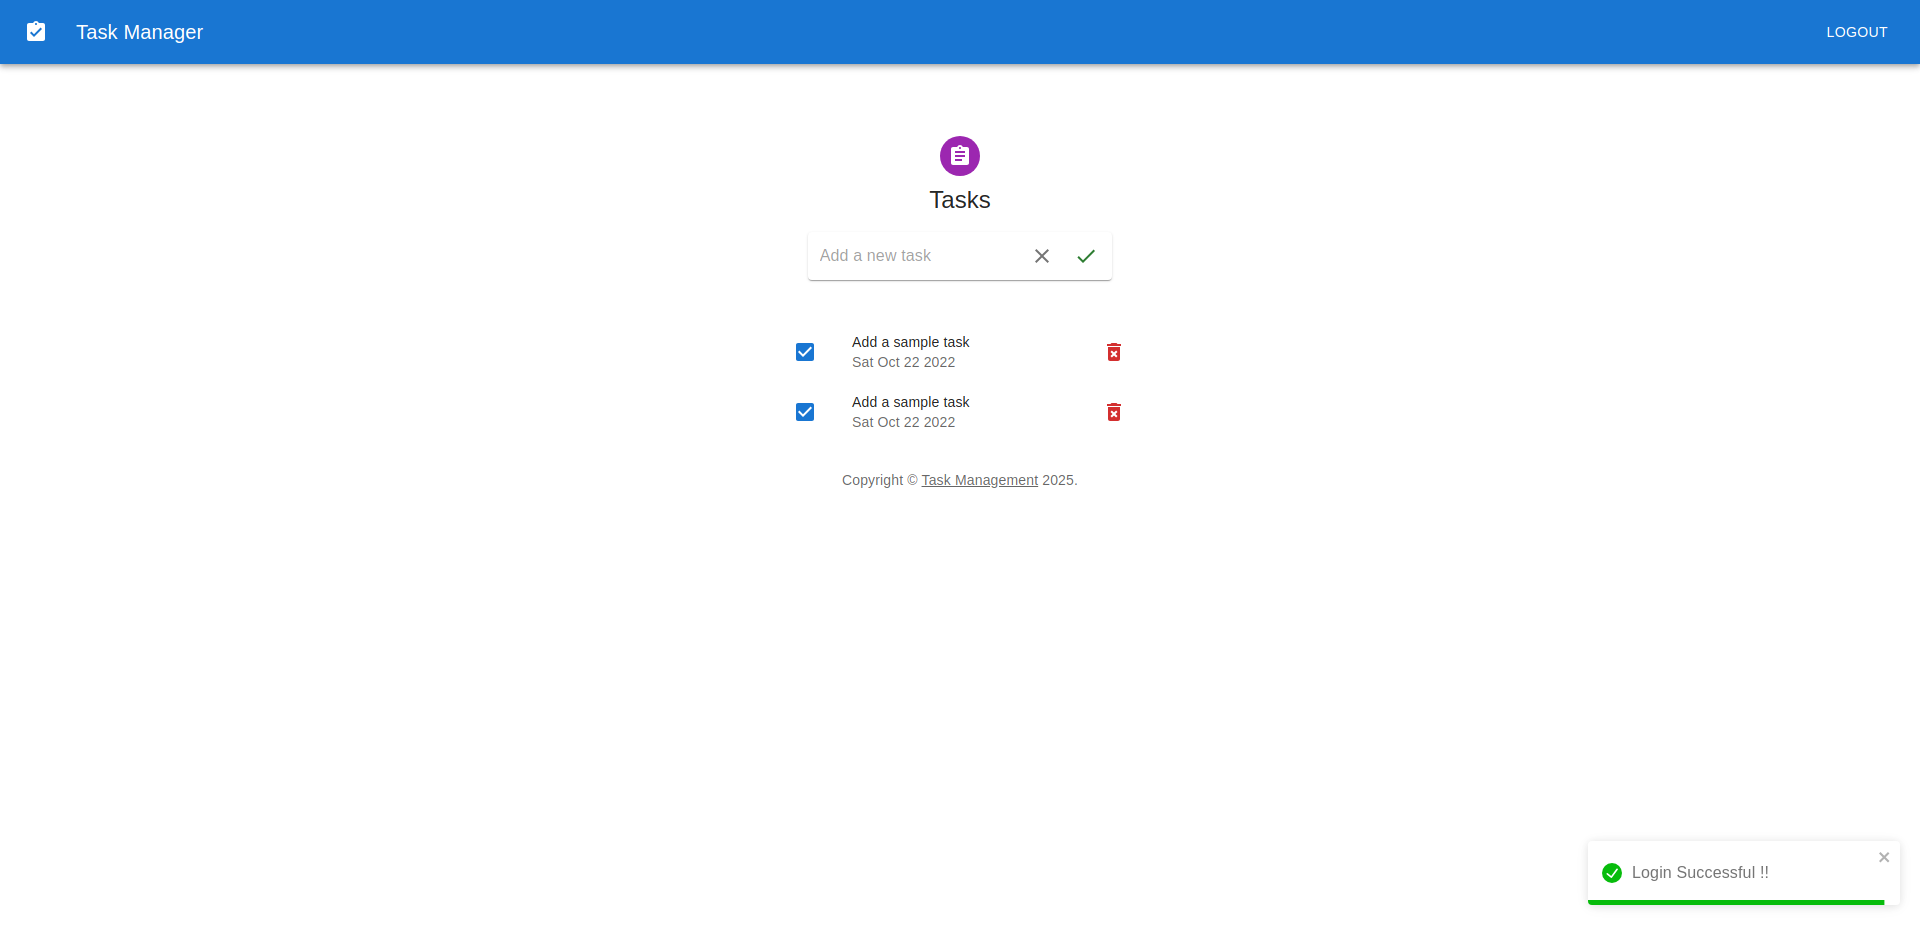 Task Manager
LOGOUT
Tasks
Add a new task
Add a sample task
Sat Oct 22 2022
Add a sample task
Sat Oct 22 2022
Copyright © Task Management 2025.
Login Successful !!